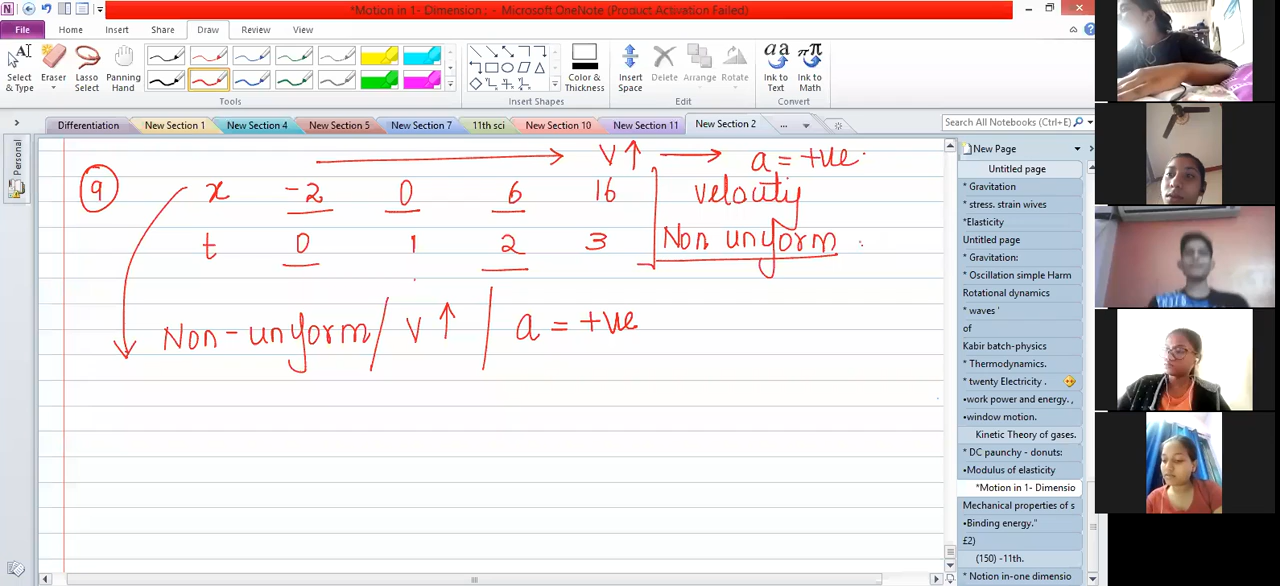 *Motion in 1- Dimension : - Microsoft OneNote (Product Activation Failed)
File Home Insert Share Draw Review View
Select & Type Eraser Lasso Select Panning Hand
Color & Thickness Insert Space Delete Arrange Rotate Ink to Text Ink to Math
Tools Insert Shapes Edit Convert
Differentiation New Section 1 New Section 4 New Section 5 New Section 7 11th sci New Section 10 New Section 11 New Section 2 ...
Search All Notebooks (Ctrl+E)
Personal
→ V↑ → a = +ve
9 x -2 0 6 16 velocity
t 0 1 2 3 Non uniform
Non-uniform / v ↑ | a = +ve
New Page
Untitled page
* Gravitation
* stress. strain wives
*Elasticity
Untitled page
* Gravitation:
* Oscillation simple Harm
Rotational dynamics
* waves '
of
Kabir batch-physics
* Thermodynamics.
* twenty Electricity .
•work power and energy. ,
•window motion.
Kinetic Theory of gases.
* DC paunchy - donuts:
•Modulus of elasticity
*Motion in 1- Dimensio
Mechanical properties of s
•Binding energy."
£2)
(150) -11th.
* Notion in-one dimensio